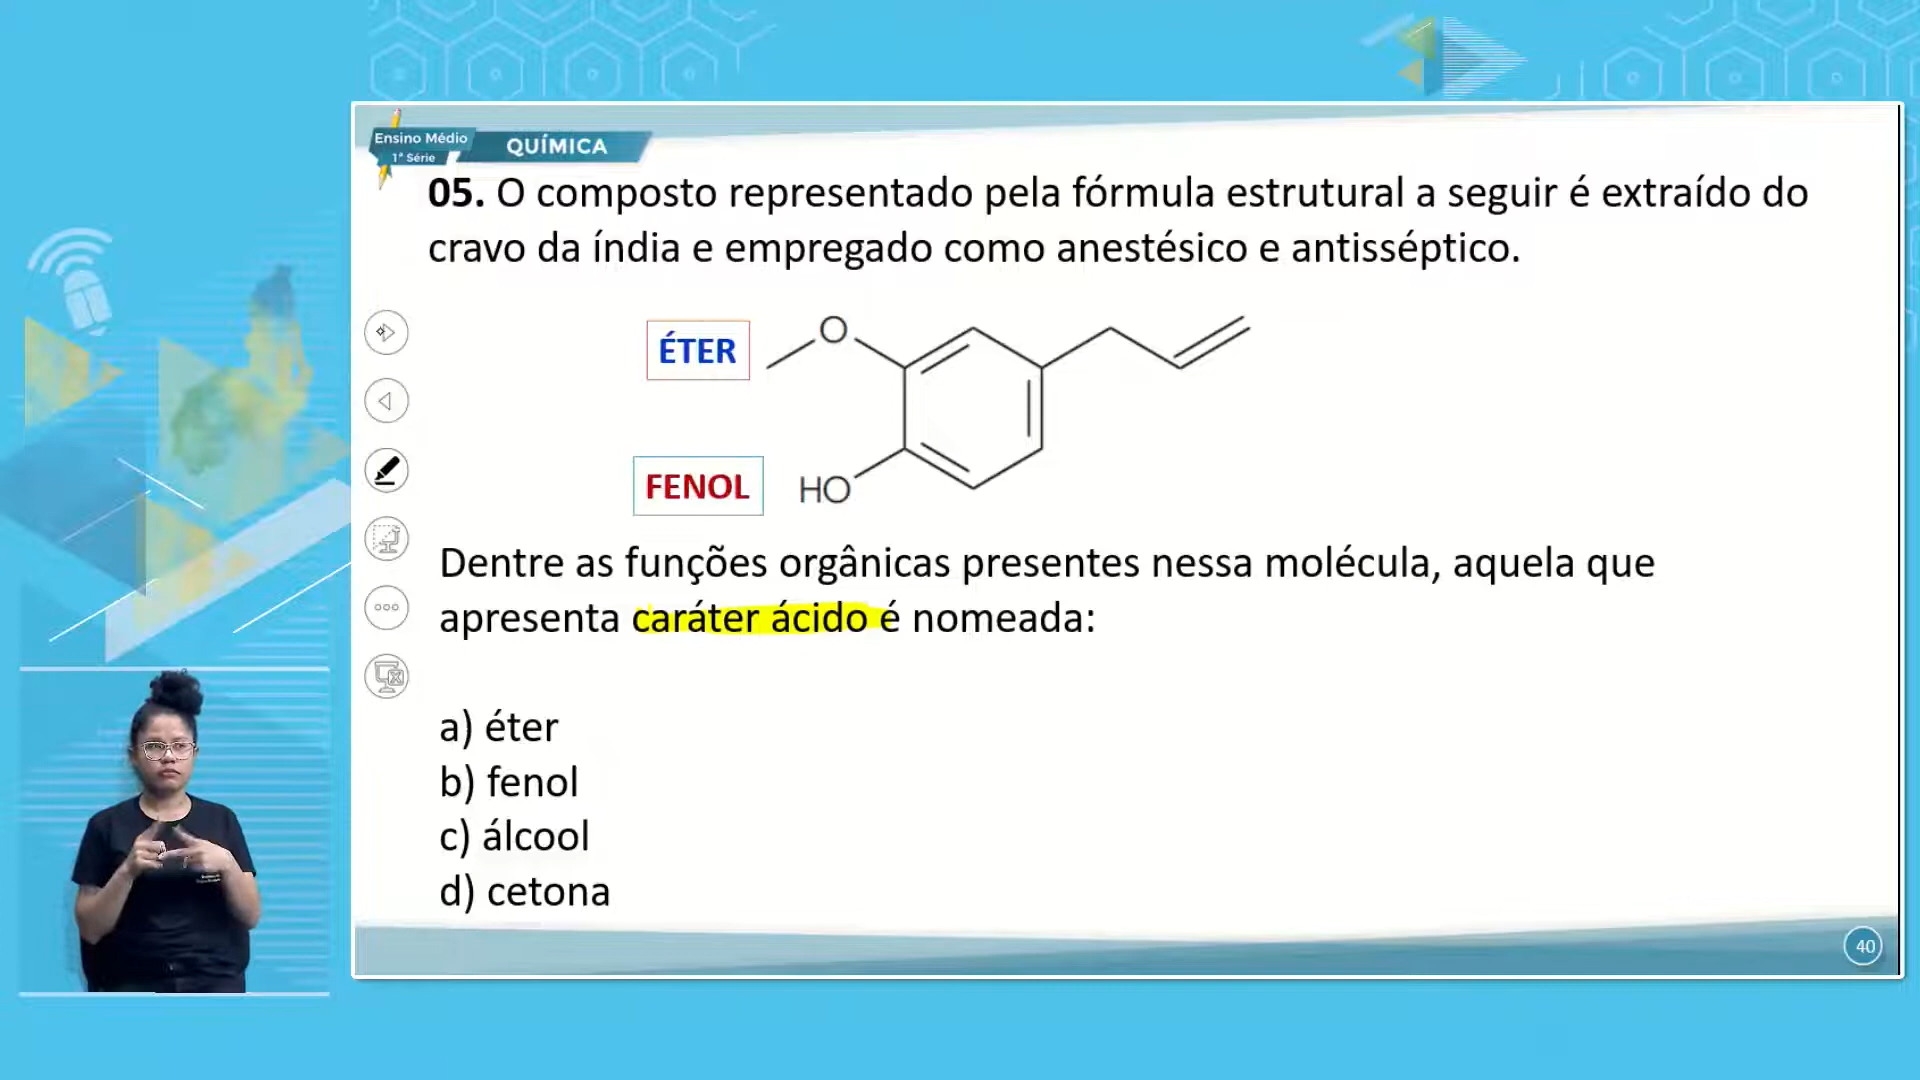 Ensino Médio
1ª Série
QUÍMICA
05. O composto representado pela fórmula estrutural a seguir é extraído do
cravo da índia e empregado como anestésico e antisséptico.
ÉTER
O
FENOL
HO
Dentre as funções orgânicas presentes nessa molécula, aquela que
apresenta caráter ácido é nomeada:
a) éter
b) fenol
c) álcool
d) cetona
40